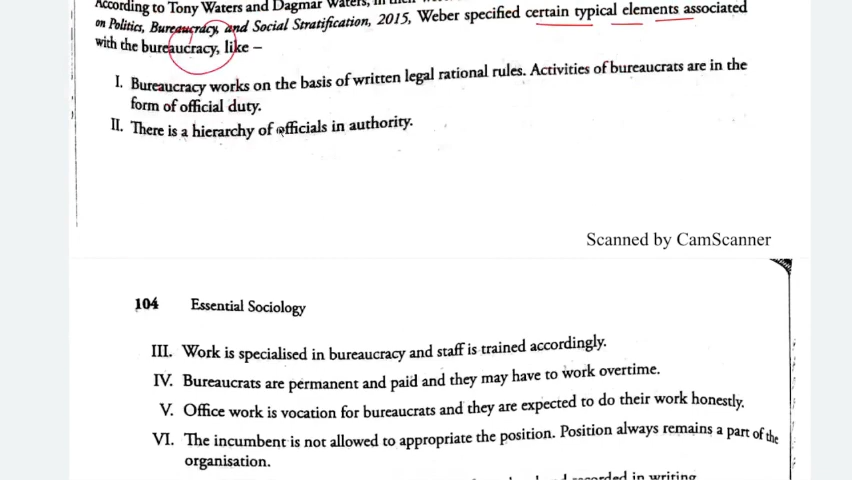 According to Tony Waters and Dagmar Waters, in their
on Politics, Bureaucracy, and Social Stratification, 2015, Weber specified certain typical elements associated
with the bureaucracy, like –
I. Bureaucracy works on the basis of written legal rational rules. Activities of bureaucrats are in the
form of official duty.
II. There is a hierarchy of officials in authority.
Scanned by CamScanner
104 Essential Sociology
III. Work is specialised in bureaucracy and staff is trained accordingly.
IV. Bureaucrats are permanent and paid and they may have to work overtime.
V. Office work is vocation for bureaucrats and they are expected to do their work honestly.
VI. The incumbent is not allowed to appropriate the position. Position always remains a part of the
organisation.
recorded in writing